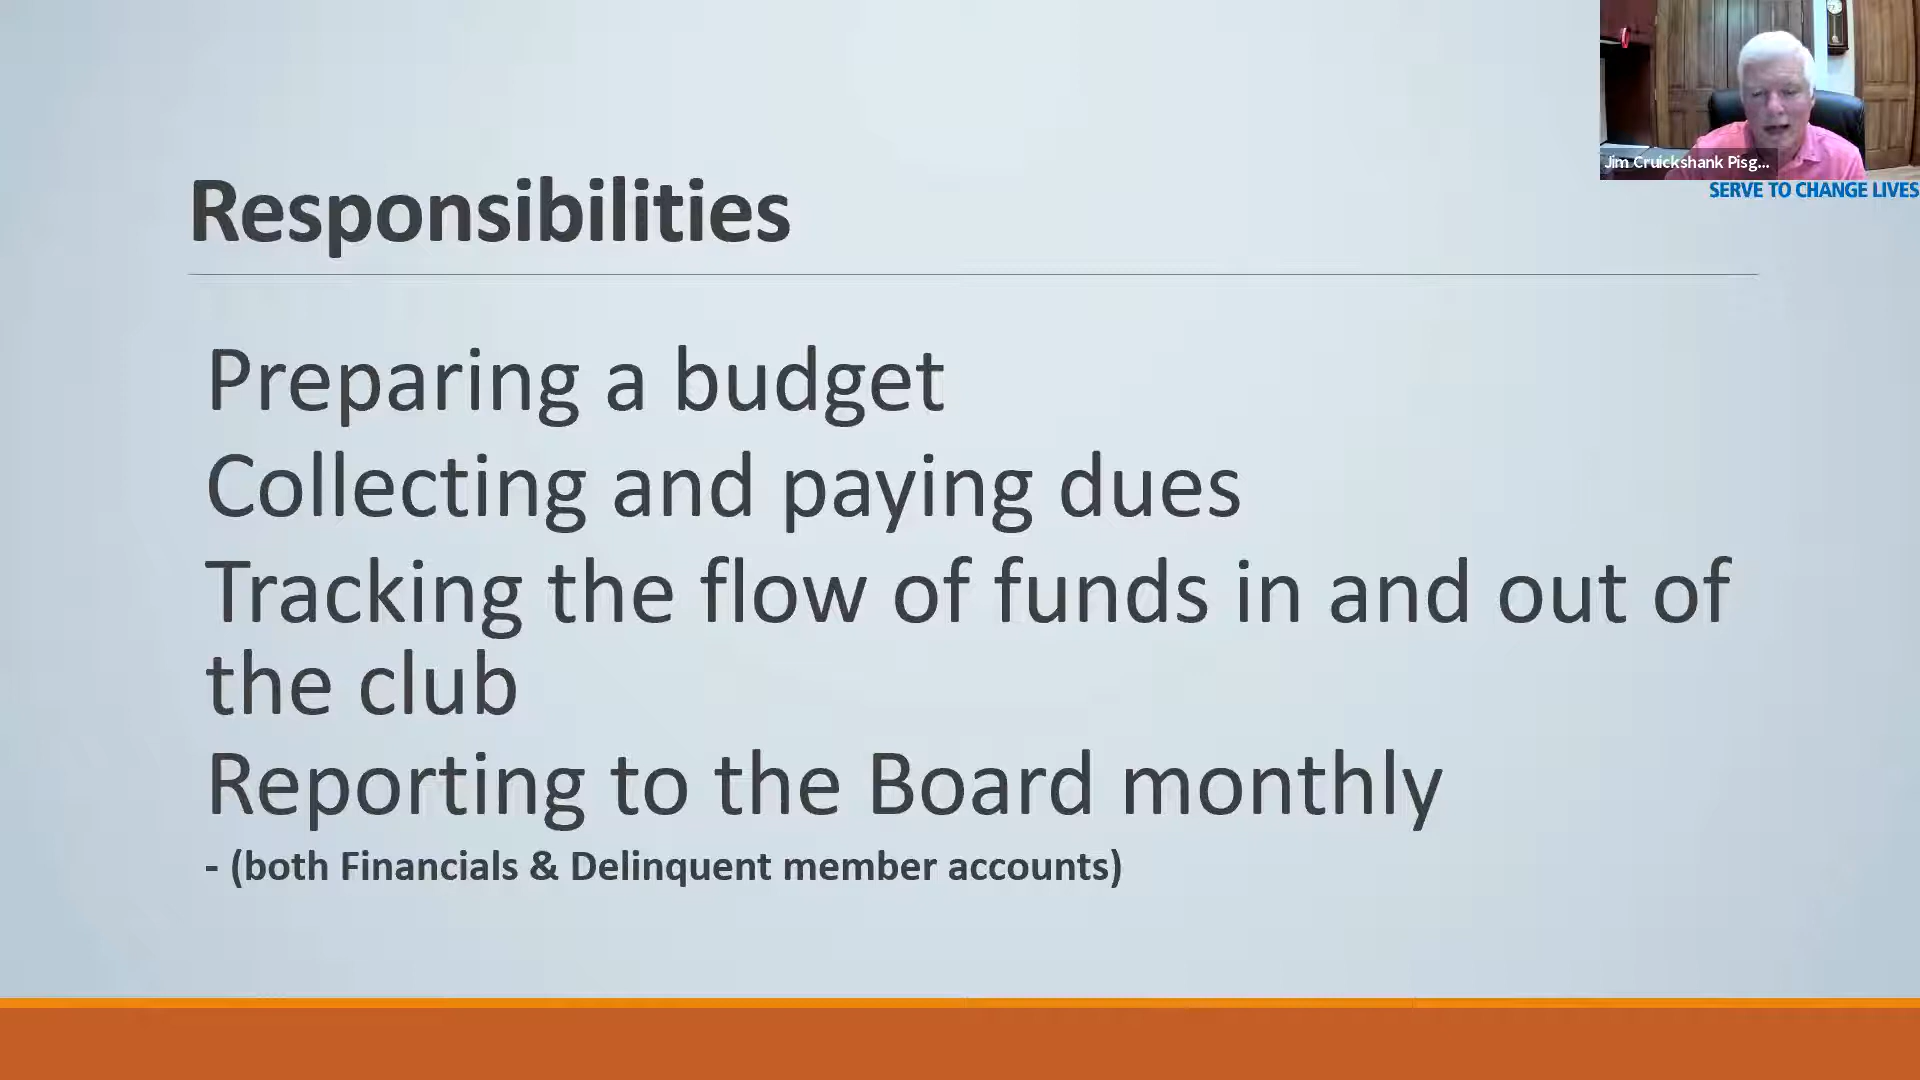 Jim Cruickshank Pisg...
SERVE TO CHANGE LIVES
Responsibilities
Preparing a budget
Collecting and paying dues
Tracking the flow of funds in and out of
the club
Reporting to the Board monthly
- (both Financials & Delinquent member accounts)